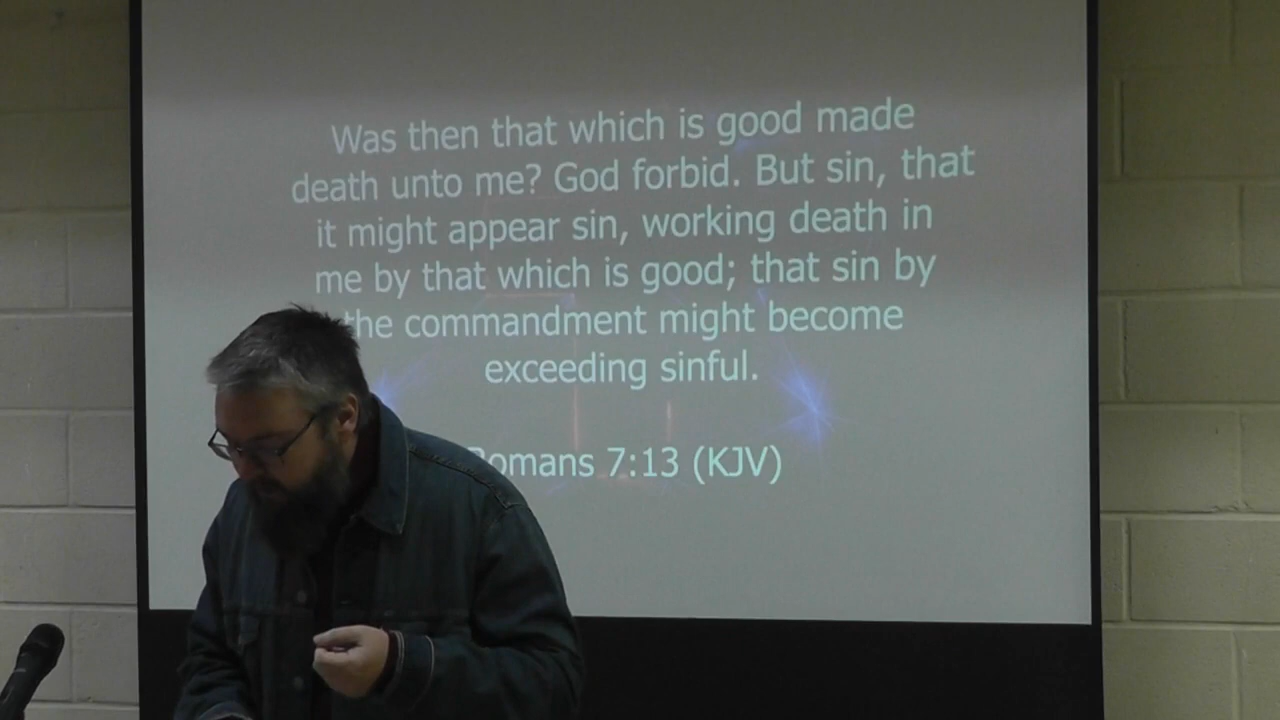 Was then that which is good made
death unto me? God forbid. But sin, that
it might appear sin, working death in
me by that which is good; that sin by
the commandment might become
exceeding sinful.
Romans 7:13 (KJV)